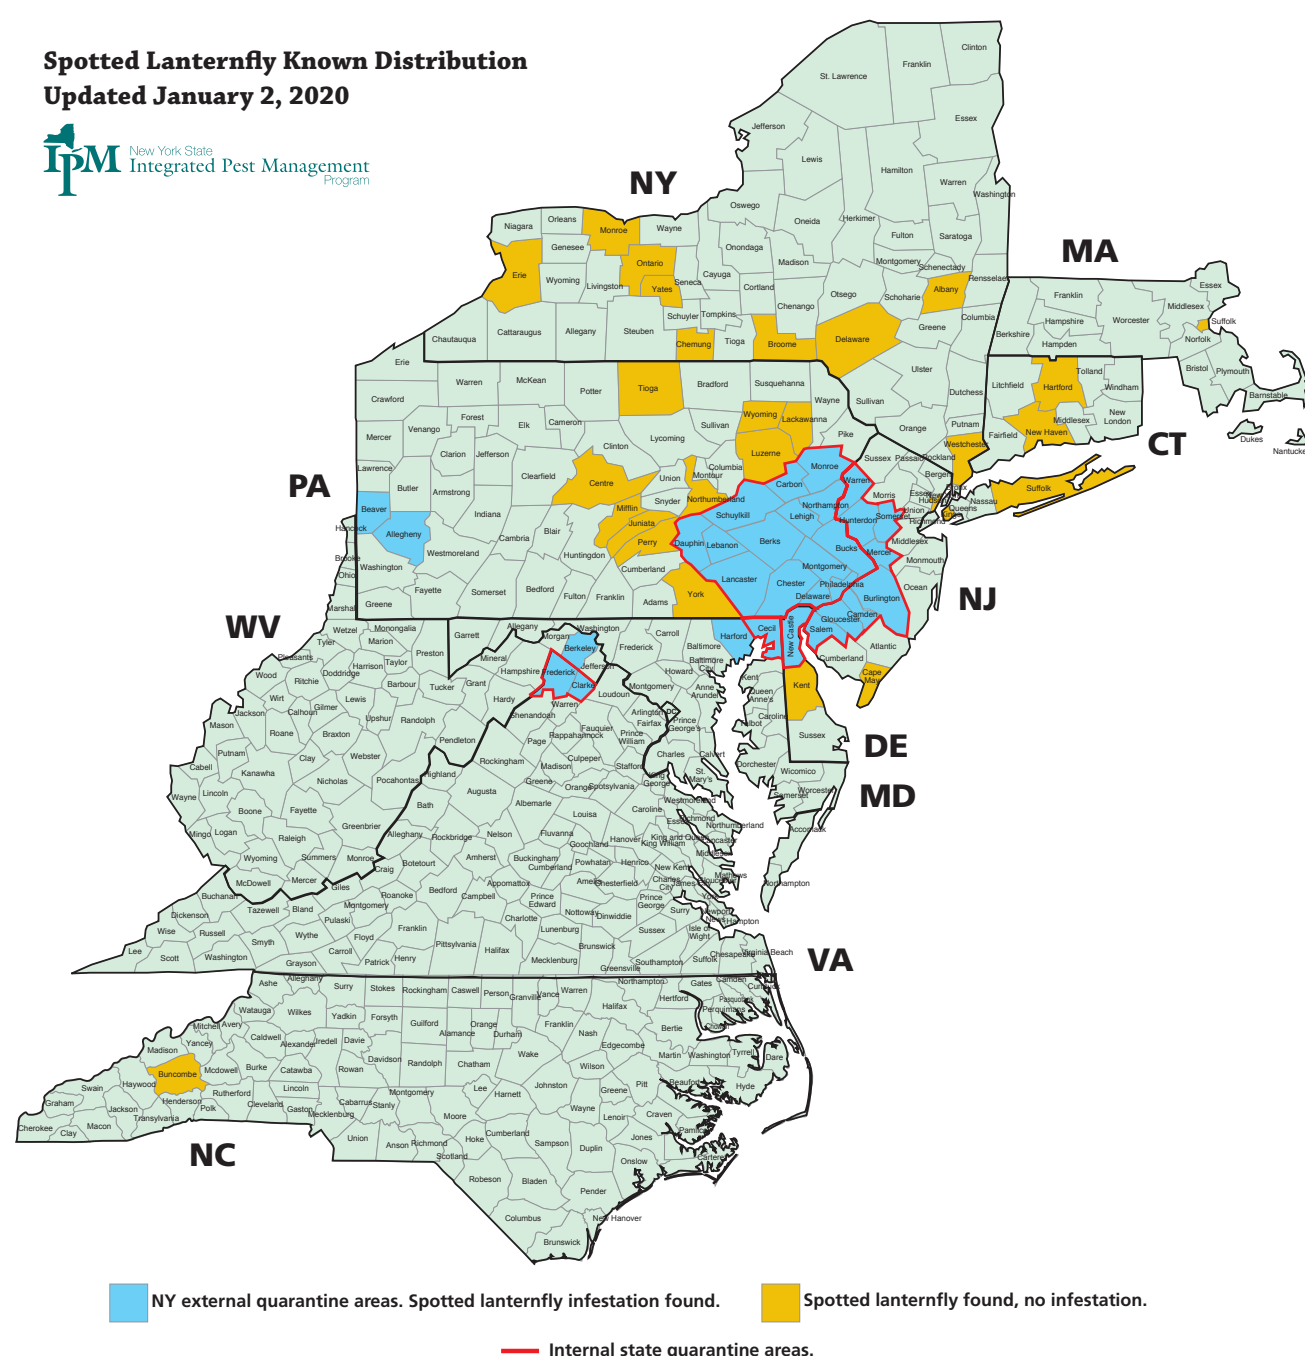 Spotted Lanternfly Known Distribution
Updated January 2, 2020
IPM
New York State
Integrated Pest Management
Program
NY
Clinton
Franklin
St. Lawrence
Essex
Jefferson
Lewis
Hamilton
Warren
Washington
Oswego
Oneida
Herkimer
Fulton
Saratoga
Niagara
Orleans
Monroe
Wayne
Genesee
Onondaga
Madison
Montgomery
Schenectady
Erie
Wyoming
Livingston
Ontario
Yates
Seneca
Cayuga
Cortland
Chenango
Otsego
Schoharie
Albany
Rensselaer
Schuyler
Tompkins
Chautauqua
Cattaraugus
Allegany
Steuben
Chemung
Tioga
Broome
Delaware
Greene
Columbia
Ulster
Sullivan
Dutchess
Orange
Putnam
Westchester
Rockland
Bronx
Queens
Nassau
Suffolk
Richmond
MA
Berkshire
Franklin
Hampshire
Hampden
Worcester
Middlesex
Essex
Suffolk
Norfolk
Bristol
Plymouth
Barnstable
Dukes
Nantucke
CT
Litchfield
Hartford
Tolland
Windham
Fairfield
New Haven
Middlesex
New
London
PA
Erie
Crawford
Warren
McKean
Potter
Tioga
Bradford
Susquehanna
Wayne
Wyoming
Lackawanna
Mercer
Venango
Forest
Elk
Cameron
Clinton
Lycoming
Sullivan
Luzerne
Pike
Lawrence
Butler
Clarion
Jefferson
Clearfield
Centre
Union
Montour
Columbia
Snyder
Northumberland
Carbon
Monroe
Northampton
Lehigh
Schuylkill
Beaver
Allegheny
Armstrong
Indiana
Westmoreland
Cambria
Blair
Huntingdon
Mifflin
Juniata
Perry
Cumberland
Dauphin
Lebanon
Berks
Bucks
Montgomery
Philadelphia
Delaware
Chester
Lancaster
Washington
Greene
Fayette
Somerset
Bedford
Fulton
Franklin
Adams
York
NJ
Sussex
Passaic
Bergen
Warren
Morris
Essex
Union
Hunterdon
Somerset
Middlesex
Mercer
Monmouth
Ocean
Burlington
Camden
Gloucester
Salem
Atlantic
Cumberland
Cape
May
WV
Hancock
Brooke
Ohio
Marshall
Wetzel
Monongalia
Marion
Tyler
Pleasants
Wood
Ritchie
Doddridge
Harrison
Taylor
Preston
Barbour
Tucker
Grant
Mineral
Hampshire
Morgan
Berkeley
Jefferson
Hardy
Wirt
Calhoun
Gilmer
Lewis
Upshur
Randolph
Jackson
Mason
Roane
Braxton
Pendleton
Putnam
Clay
Webster
Cabell
Kanawha
Nicholas
Pocahontas
Wayne
Lincoln
Boone
Fayette
Greenbrier
Mingo
Logan
Raleigh
Wyoming
Summers
Monroe
McDowell
Mercer
DE
New Castle
Kent
Sussex
MD
Garrett
Allegany
Washington
Frederick
Carroll
Baltimore
Baltimore
City
Harford
Cecil
Howard
Montgomery
Anne
Arundel
Kent
Queen
Anne's
Talbot
Caroline
DC
Prince
George's
Charles
Calvert
St.
Mary's
Dorchester
Wicomico
Somerset
Worcester
VA
Frederick
Clarke
Warren
Loudoun
Shenandoah
Fauquier
Arlington
Fairfax
Prince
William
Page
Rappahannock
Culpeper
Madison
Rockingham
Stafford
King
George
Highland
Augusta
Greene
Orange
Spotsylvania
Bath
Albemarle
Louisa
Caroline
Westmoreland
Essex
Richmond
Northumberland
Lancaster
Accomack
Northampton
Alleghany
Rockbridge
Nelson
Fluvanna
Goochland
Hanover
King and Queen
King William
Middlesex
Craig
Botetourt
Amherst
Buckingham
Cumberland
Powhatan
Henrico
New Kent
Mathews
Gloucester
Charles
City
James City
York
Giles
Roanoke
Bedford
Campbell
Appomattox
Amelia
Chesterfield
Prince
Edward
Prince
George
Surry
Newport
News
Hampton
Isle of
Wight
Buchanan
Dickenson
Wise
Lee
Scott
Russell
Tazewell
Bland
Smyth
Washington
Wythe
Grayson
Pulaski
Montgomery
Floyd
Carroll
Patrick
Franklin
Henry
Pittsylvania
Halifax
Charlotte
Nottoway
Lunenburg
Mecklenburg
Dinwiddie
Brunswick
Greensville
Sussex
Southampton
Suffolk
Chesapeake
Virginia Beach
NC
Ashe
Alleghany
Surry
Stokes
Rockingham
Caswell
Person
Granville
Vance
Warren
Northampton
Gates
Camden
Currituck
Hertford
Pasquotank
Perquimans
Chowan
Watauga
Wilkes
Yadkin
Forsyth
Guilford
Alamance
Orange
Durham
Franklin
Halifax
Bertie
Nash
Edgecombe
Mitchell
Avery
Caldwell
Alexander
Iredell
Davie
Davidson
Randolph
Chatham
Wake
Wilson
Martin
Washington
Tyrrell
Dare
Madison
Yancey
Buncombe
Mcdowell
Burke
Catawba
Rowan
Johnston
Pitt
Beaufort
Hyde
Haywood
Swain
Graham
Cherokee
Clay
Macon
Jackson
Transylvania
Henderson
Polk
Rutherford
Cleveland
Lincoln
Gaston
Mecklenburg
Cabarrus
Stanly
Montgomery
Lee
Harnett
Moore
Greene
Wayne
Lenoir
Craven
Pamlico
Union
Anson
Richmond
Scotland
Hoke
Cumberland
Sampson
Duplin
Jones
Onslow
Carteret
Robeson
Bladen
Pender
Columbus
New Hanover
Brunswick
NY external quarantine areas. Spotted lanternfly infestation found.
Spotted lanternfly found, no infestation.
Internal state quarantine areas.